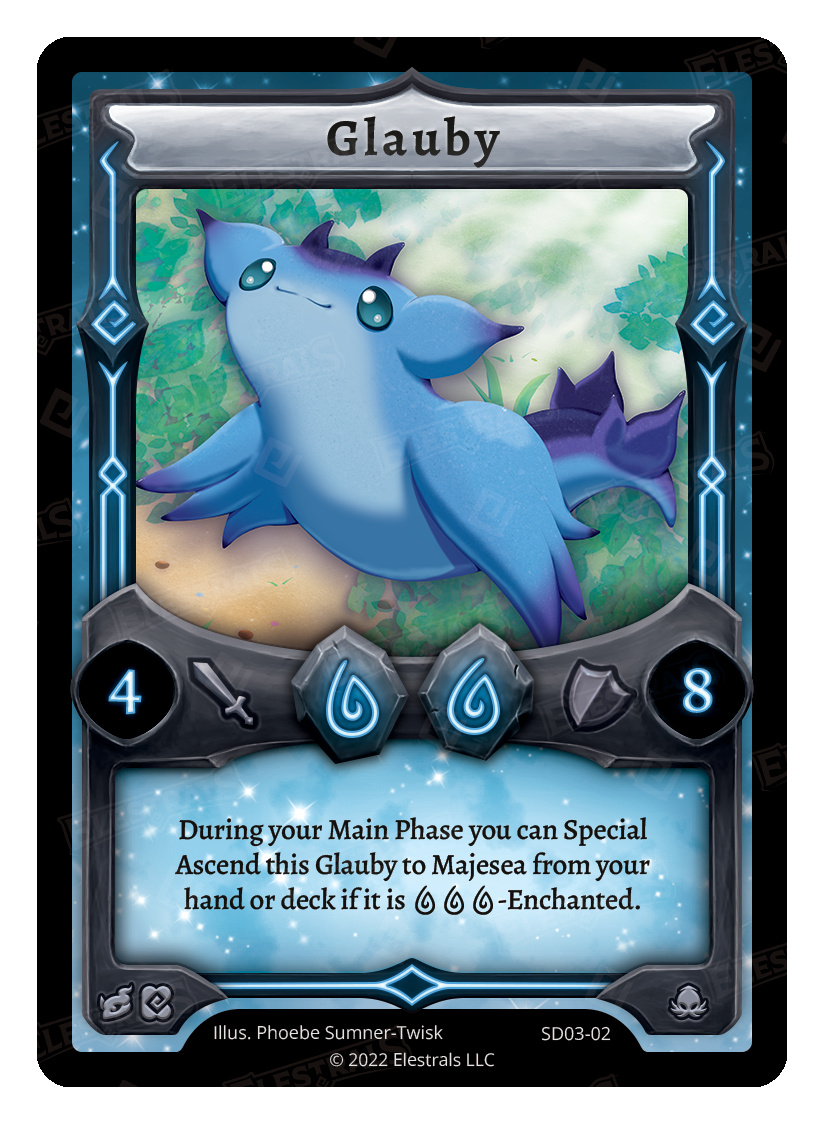 Glauby
4
8
During your Main Phase you can Special
Ascend this Glauby to Majesea from your
hand or deck if it is -Enchanted.
Illus. Phoebe Sumner-Twisk
SD03-02
© 2022 Elestrals LLC
ELESTRALS